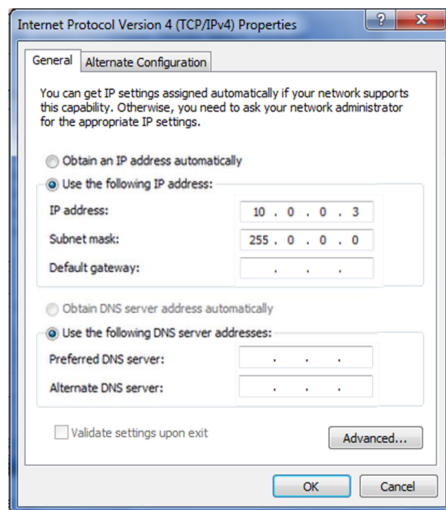 Internet Protocol Version 4 (TCP/IPv4) Properties
General
Alternate Configuration
You can get IP settings assigned automatically if your network supports
this capability. Otherwise, you need to ask your network administrator
for the appropriate IP settings.
Obtain an IP address automatically
Use the following IP address:
IP address: 10 . 0 . 0 . 3
Subnet mask: 255 . 0 . 0 . 0
Default gateway: . . .
Obtain DNS server address automatically
Use the following DNS server addresses:
Preferred DNS server: . . .
Alternate DNS server: . . .
Validate settings upon exit
Advanced...
OK
Cancel